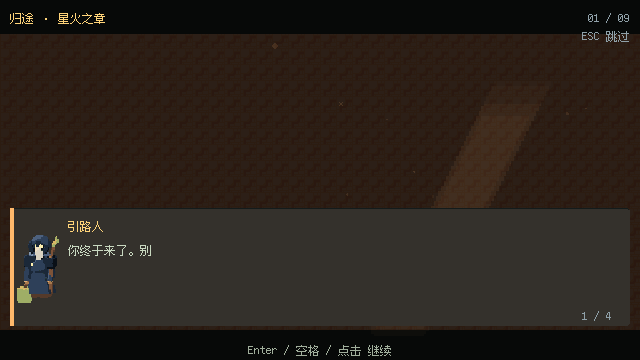 归途 · 星火之章
01 / 09
ESC 跳过
引路人
你终于来了。别
1 / 4
Enter / 空格 / 点击 继续